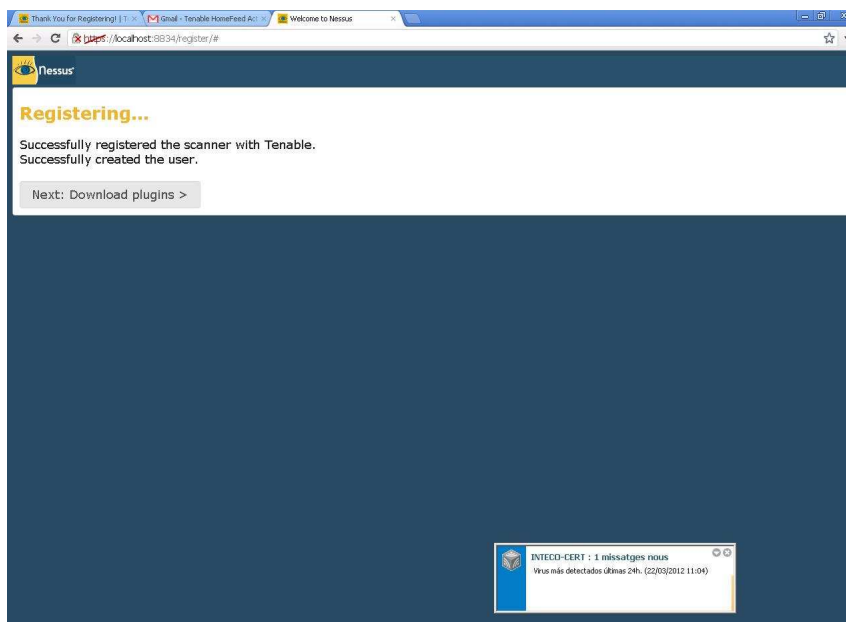 Thank You for Registering! | T
Gmail - Tenable HomeFeed Act
Welcome to Nessus
https://localhost:8834/register/#
Nessus
Registering...
Successfully registered the scanner with Tenable.
Successfully created the user.
Next: Download plugins >
INTECO-CERT : 1 missatges nous
Virus más detectados últimas 24h. (22/03/2012 11:04)